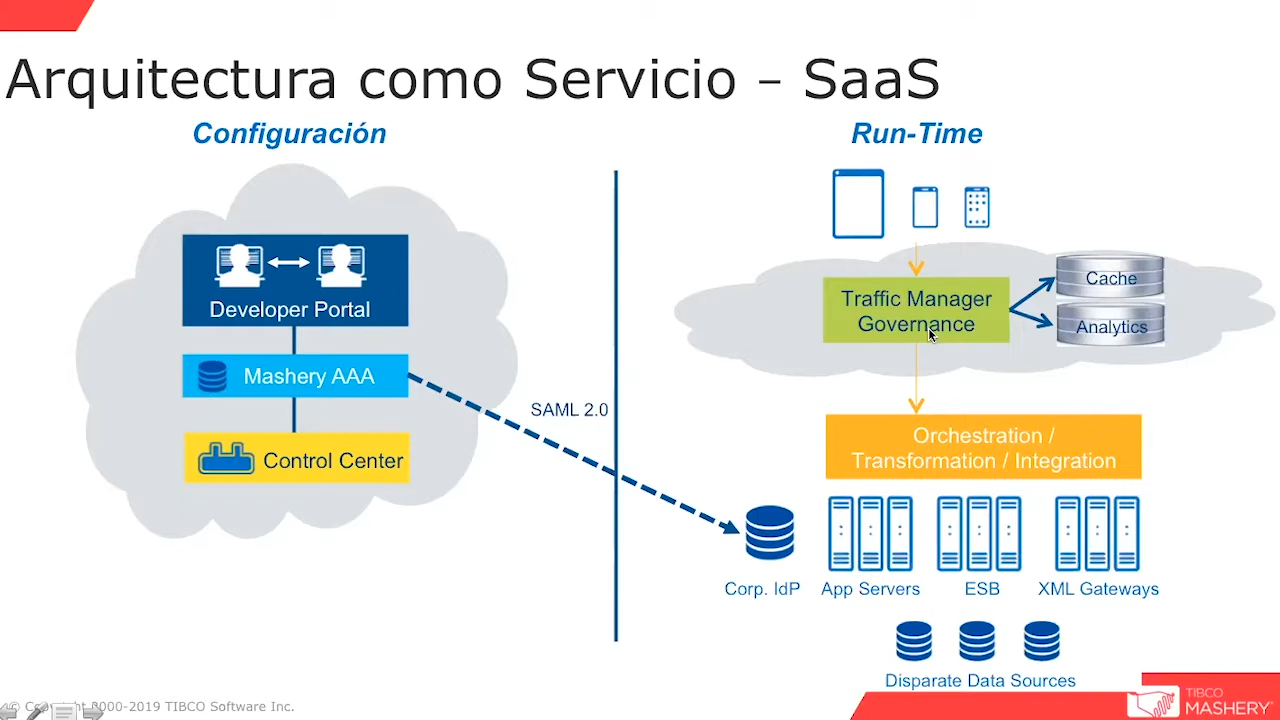 Arquitectura como Servicio – SaaS
Configuración
Developer Portal
Mashery AAA
Control Center
SAML 2.0
Run-Time
Traffic Manager
Governance
Cache
Analytics
Orchestration /
Transformation / Integration
Corp. IdP
App Servers
ESB
XML Gateways
Disparate Data Sources
© Copyright 2000-2019 TIBCO Software Inc.
TIBCO
MASHERY